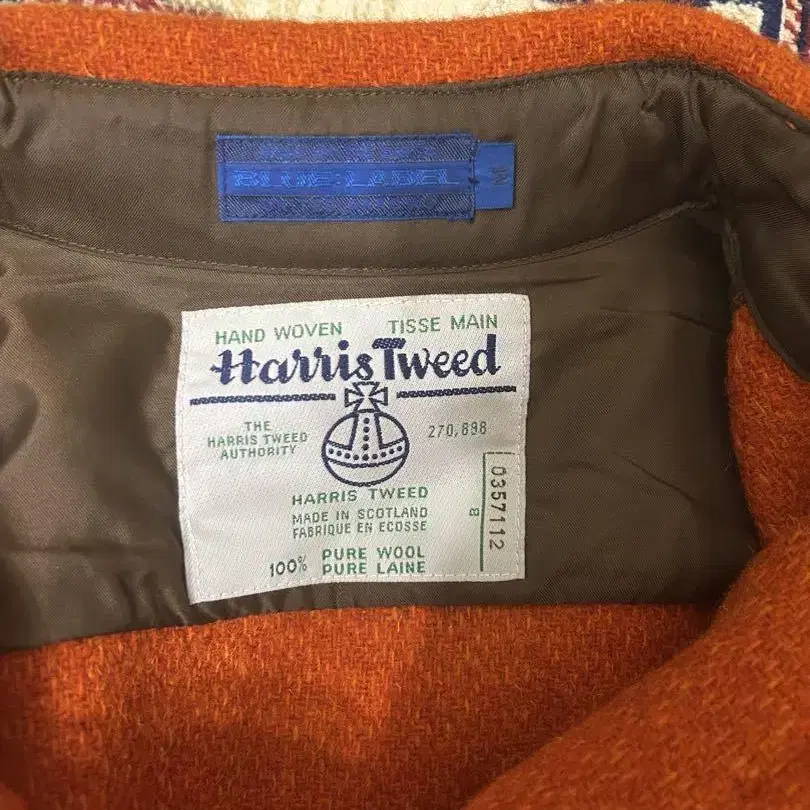 BLUE:LABEL
M
HAND WOVEN TISSE MAIN
Harris Tweed
THE
HARRIS TWEED
AUTHORITY
270,898
HARRIS TWEED
MADE IN SCOTLAND
FABRIQUE EN ECOSSE
100% PURE WOOL
PURE LAINE
B
0357112